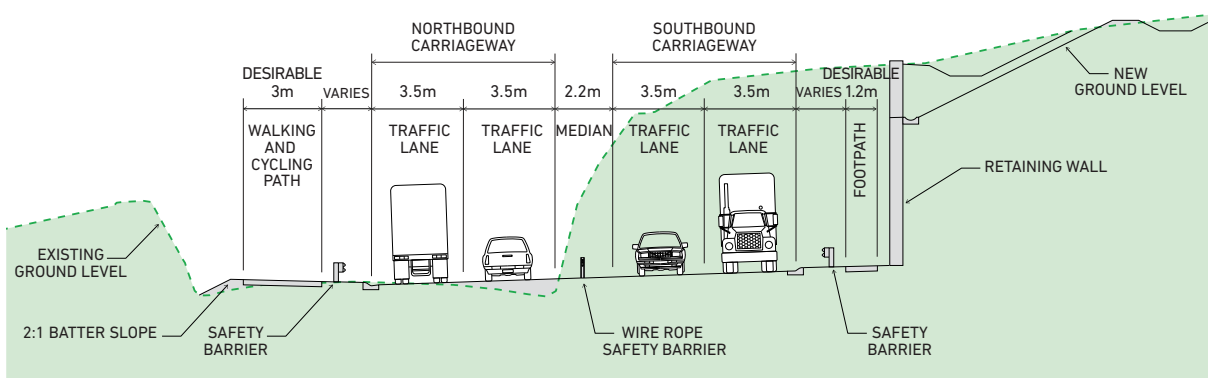 NORTHBOUND
CARRIAGEWAY
SOUTHBOUND
CARRIAGEWAY
DESIRABLE
3m
VARIES
3.5m
3.5m
2.2m
3.5m
3.5m
VARIES
DESIRABLE
1.2m
WALKING
AND
CYCLING
PATH
TRAFFIC
LANE
TRAFFIC
LANE
MEDIAN
TRAFFIC
LANE
TRAFFIC
LANE
FOOTPATH
NEW
GROUND LEVEL
RETAINING WALL
EXISTING
GROUND LEVEL
2:1 BATTER SLOPE
SAFETY
BARRIER
WIRE ROPE
SAFETY BARRIER
SAFETY
BARRIER